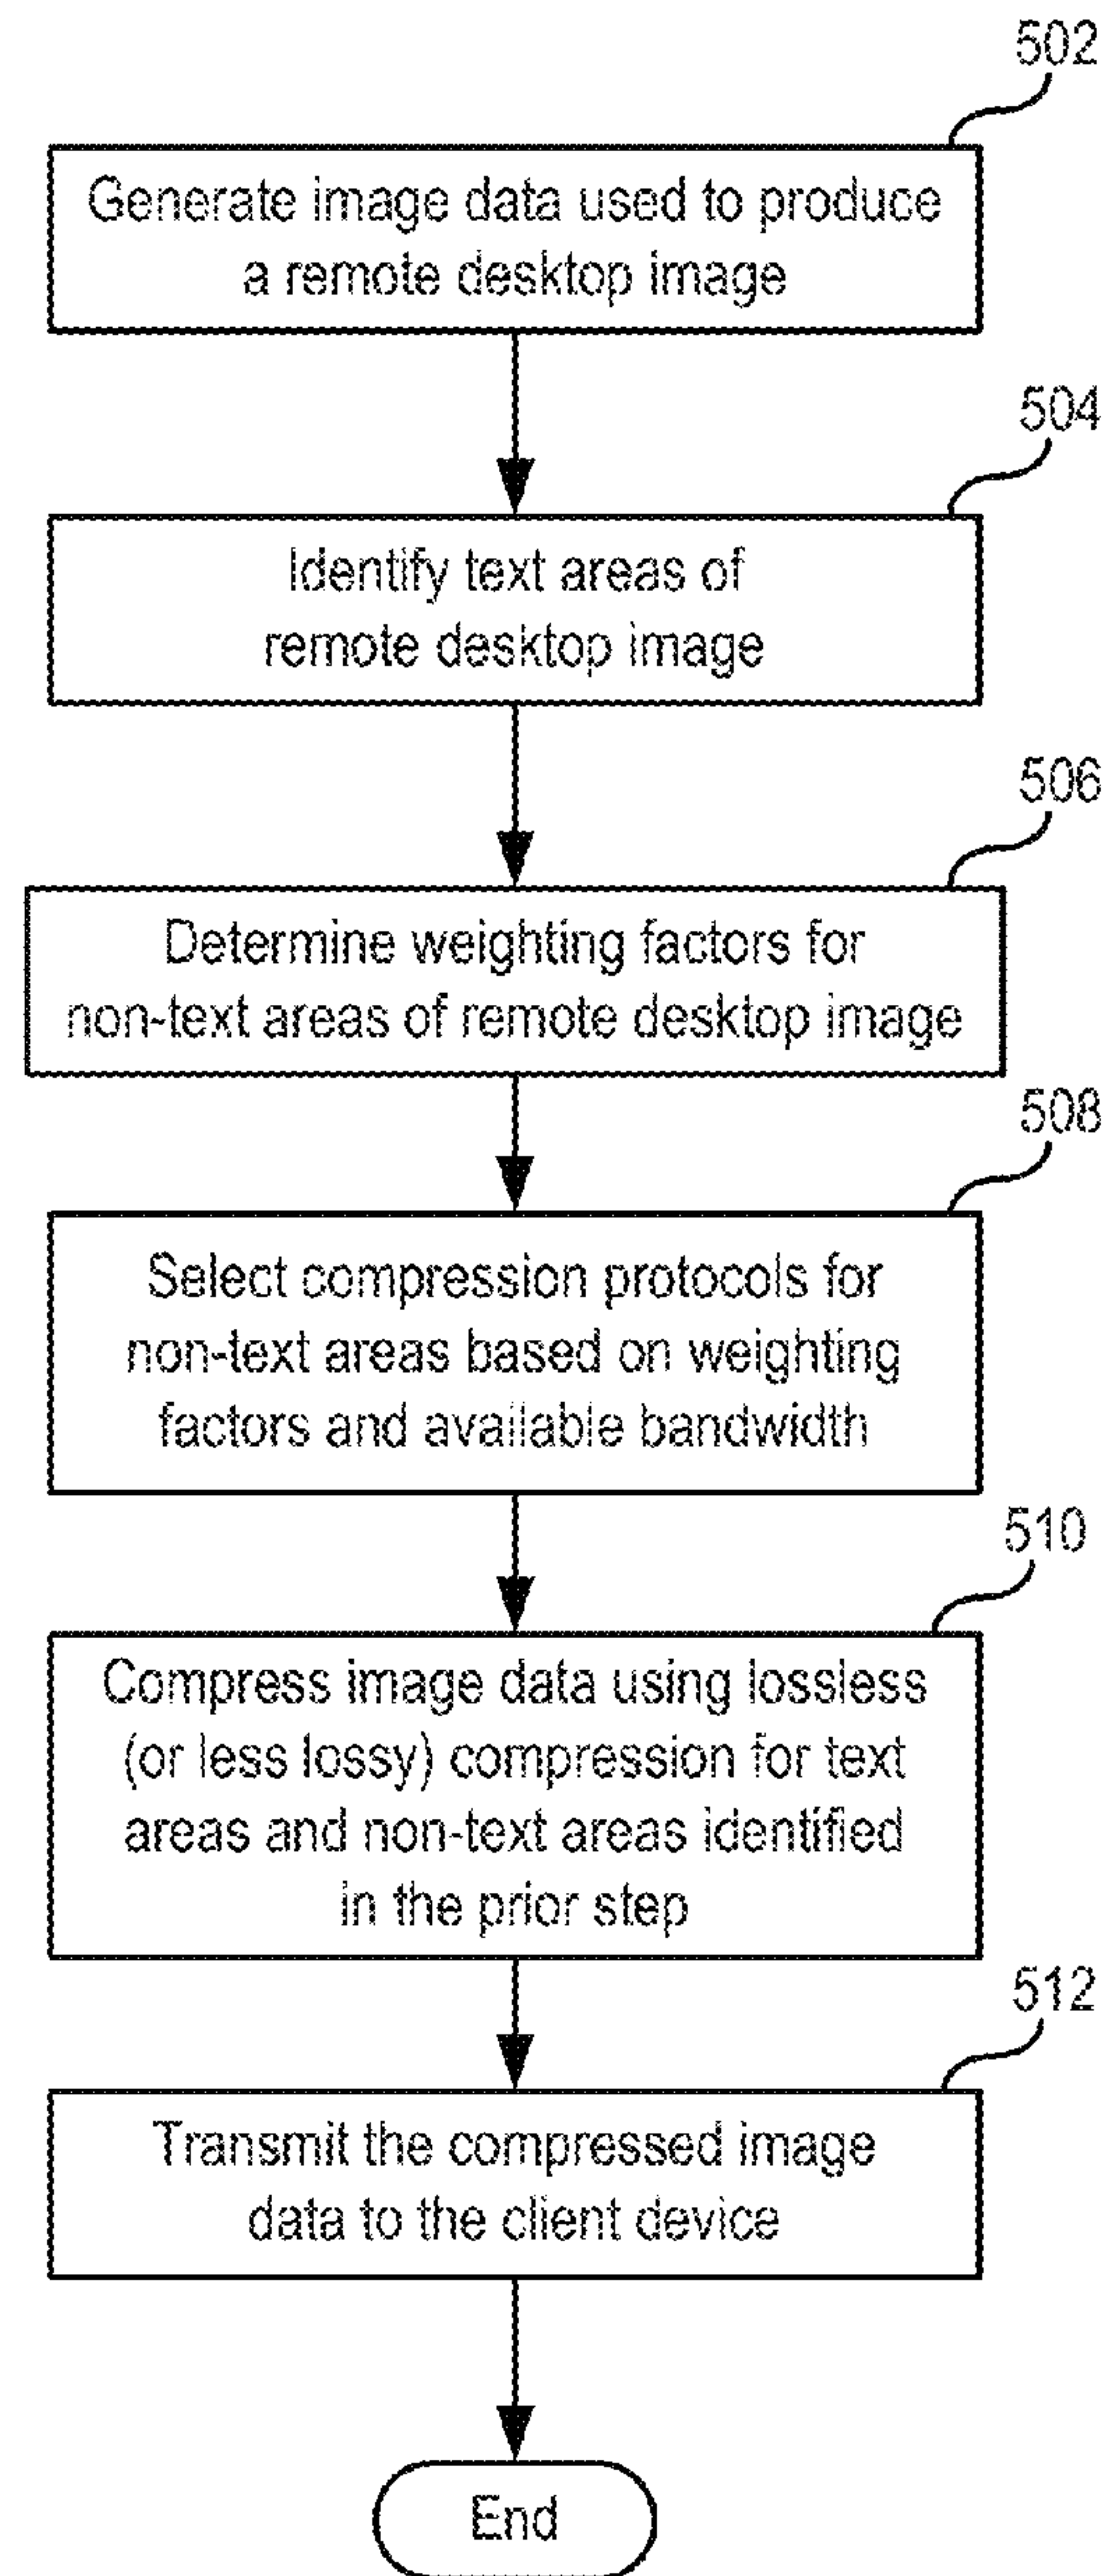 502
Generate image data used to produce
a remote desktop image
504
Identify text areas of
remote desktop image
506
Determine weighting factors for
non-text areas of remote desktop image
508
Select compression protocols for
non-text areas based on weighting
factors and available bandwidth
510
Compress image data using lossless
(or less lossy) compression for text
areas and non-text areas identified
in the prior step
512
Transmit the compressed image
data to the client device
End